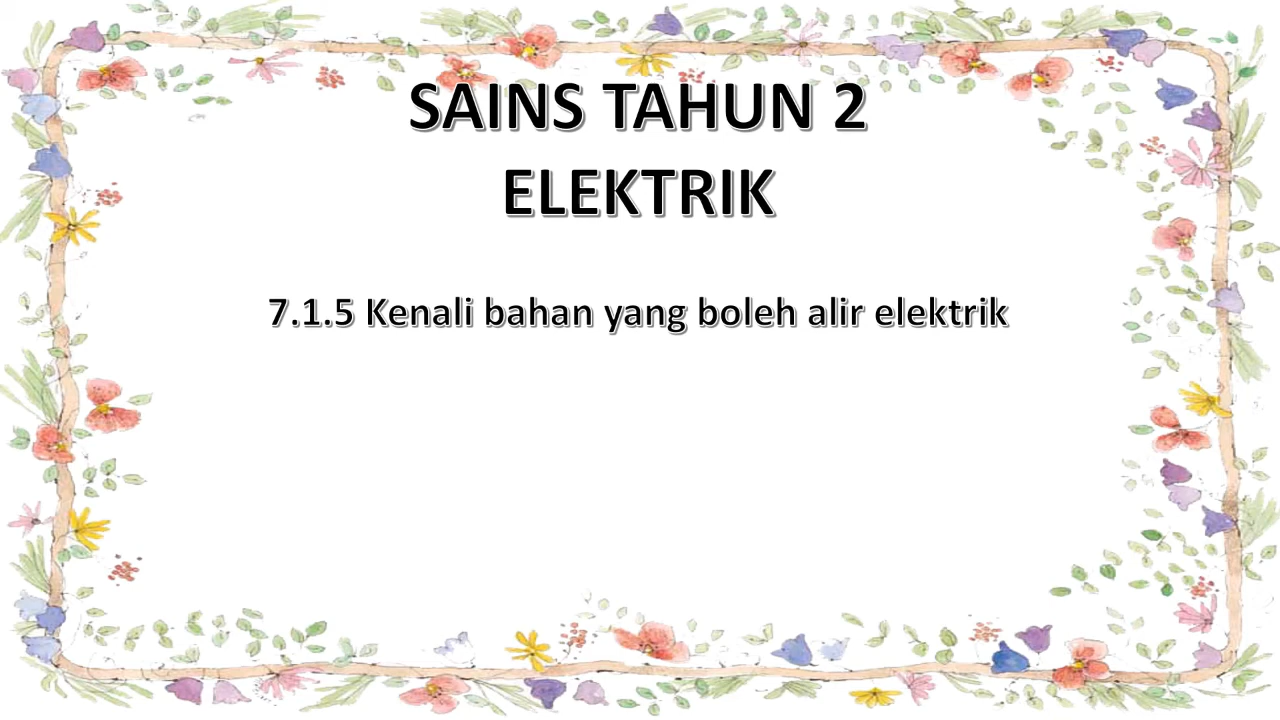 SAINS TAHUN 2
ELEKTRIK
7.1.5 Kenali bahan yang boleh alir elektrik